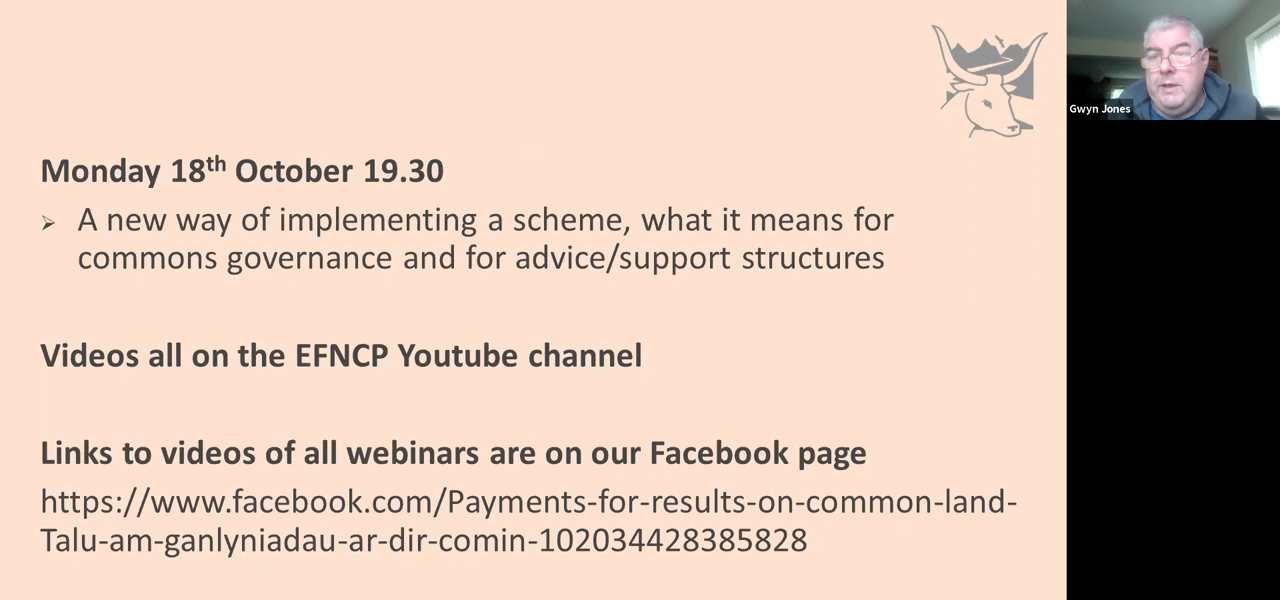 Monday 18th October 19.30
➢ A new way of implementing a scheme, what it means for
commons governance and for advice/support structures
Videos all on the EFNCP Youtube channel
Links to videos of all webinars are on our Facebook page
https://www.facebook.com/Payments-for-results-on-common-land-
Talu-am-ganlyniadau-ar-dir-comin-102034428385828
Gwyn Jones